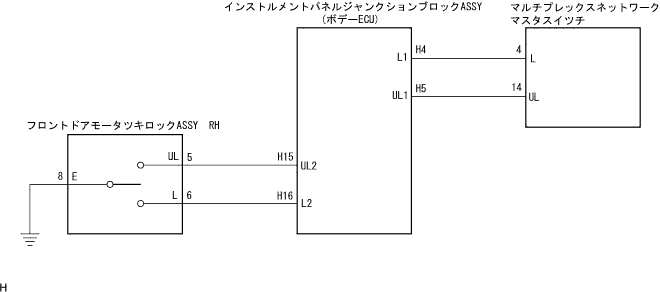 インストルメントパネルジャンクションブロックASSY
(ボデーECU)
マルチプレックスネットワーク
マスタスイツチ
L1 H4 4 L
UL1 H5 14 UL
フロントドアモータツキロックASSY RH
UL 5 H15 UL2
8 E
L 6 H16 L2
H